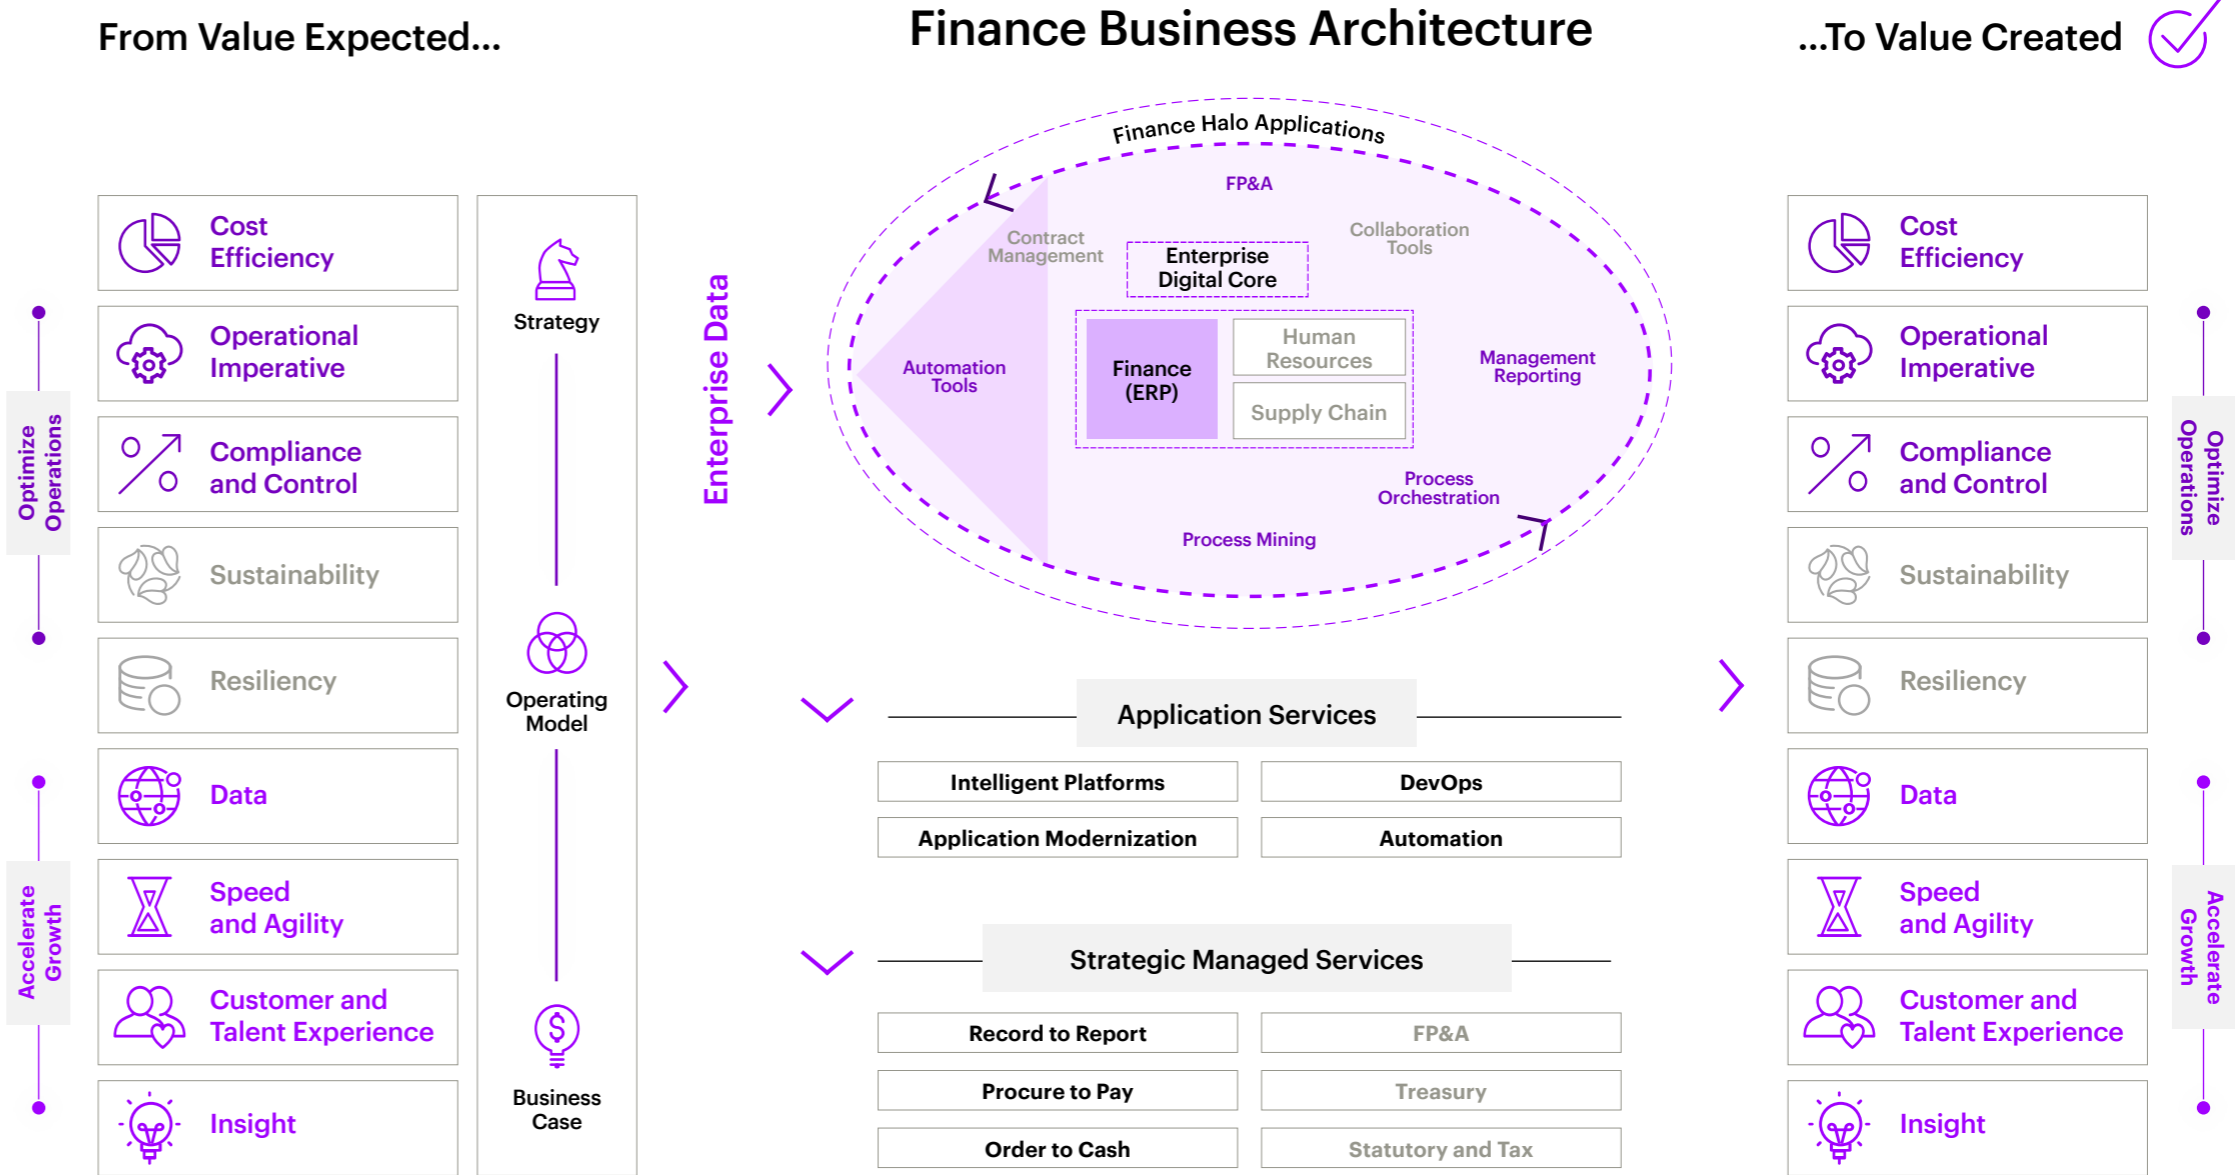 From Value Expected...
Finance Business Architecture
...To Value Created
Optimize
Operations
Accelerate
Growth
Cost
Efficiency
Operational
Imperative
Compliance
and Control
Sustainability
Resiliency
Data
Speed
and Agility
Customer and
Talent Experience
Insight
Strategy
Operating
Model
Business
Case
Enterprise Data
Finance Halo Applications
FP&A
Contract
Management
Collaboration
Tools
Enterprise
Digital Core
Automation
Tools
Finance
(ERP)
Human
Resources
Supply Chain
Management
Reporting
Process
Orchestration
Process Mining
Application Services
Intelligent Platforms
DevOps
Application Modernization
Automation
Strategic Managed Services
Record to Report
FP&A
Procure to Pay
Treasury
Order to Cash
Statutory and Tax
Cost
Efficiency
Operational
Imperative
Compliance
and Control
Sustainability
Resiliency
Data
Speed
and Agility
Customer and
Talent Experience
Insight
Optimize
Operations
Accelerate
Growth